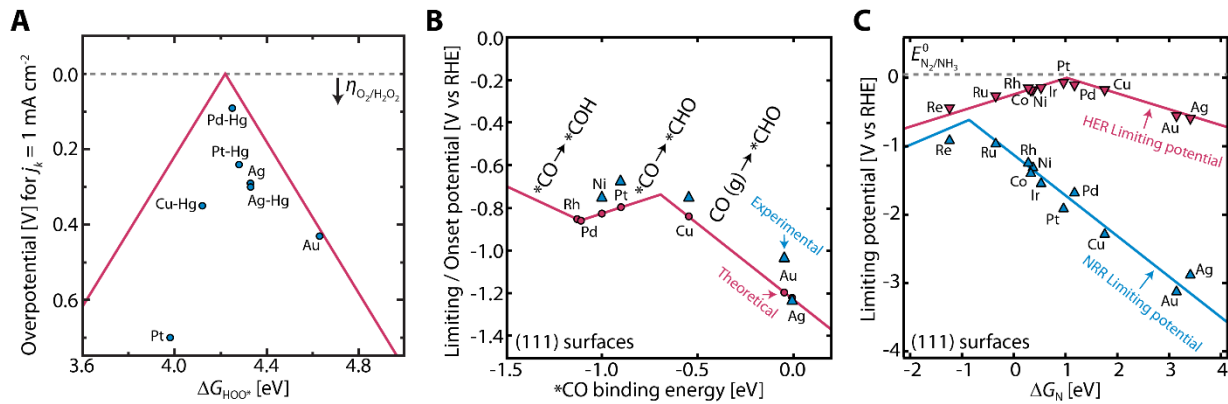 A
Overpotential [V] for jₖ = 1 mA cm⁻²
0.0
0.2
0.4
0.6
3.6
4.0
4.4
4.8
ΔG_HOO* [eV]
η_O₂/H₂O₂
Pd-Hg
Pt-Hg
Ag
Ag-Hg
Cu-Hg
Au
Pt
B
Limiting / Onset potential [V vs RHE]
0.0
-0.2
-0.4
-0.6
-0.8
-1.0
-1.2
-1.4
-1.5
-1.0
-0.5
0.0
*CO binding energy [eV]
*CO→*COH
*CO→*CHO
CO (g)→*CHO
Rh
Pd
Ni
Pt
Cu
Au
Ag
Experimental
Theoretical
(111) surfaces
C
Limiting potential [V vs RHE]
0
-1
-2
-3
-4
-2
-1
0
1
2
3
4
ΔG_N [eV]
E⁰_N₂/NH₃
Re
Ru
Rh
Co
Ni
Ir
Pt
Pd
Cu
Au
Ag
HER Limiting potential
Re
Ru
Rh
Ni
Co
Ir
Pd
Pt
Cu
Ag
Au
NRR Limiting potential
(111) surfaces